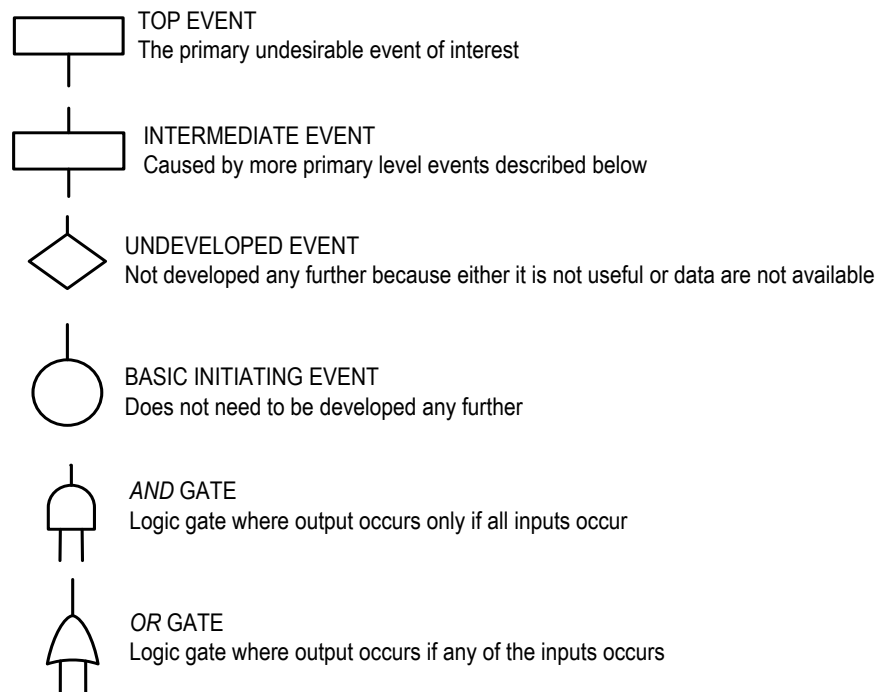 TOP EVENT
The primary undesirable event of interest
INTERMEDIATE EVENT
Caused by more primary level events described below
UNDEVELOPED EVENT
Not developed any further because either it is not useful or data are not available
BASIC INITIATING EVENT
Does not need to be developed any further
AND GATE
Logic gate where output occurs only if all inputs occur
OR GATE
Logic gate where output occurs if any of the inputs occurs